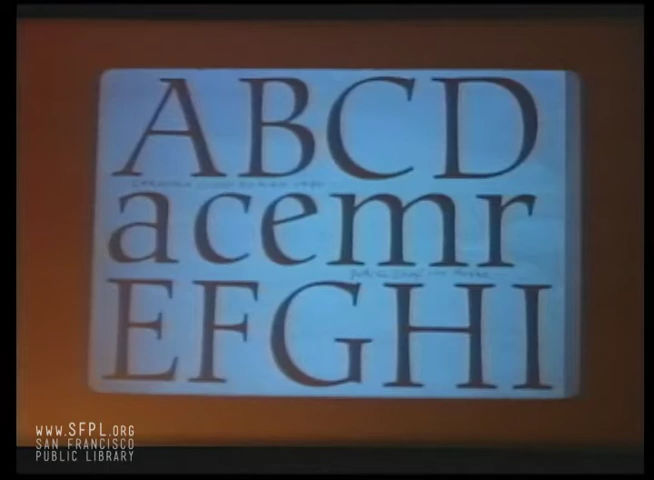 ABCD
acemr
EFGHI
WWW.SFPL.ORG
SAN FRANCISCO
PUBLIC LIBRARY